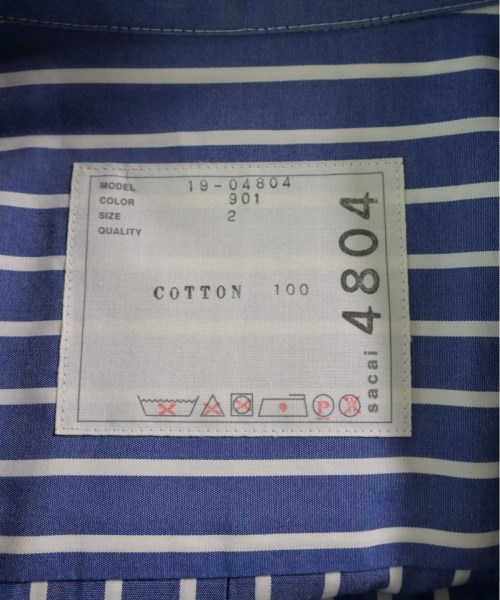 MODEL 19-04804
COLOR 901
SIZE 2
QUALITY
COTTON 100
sacai 4804
P